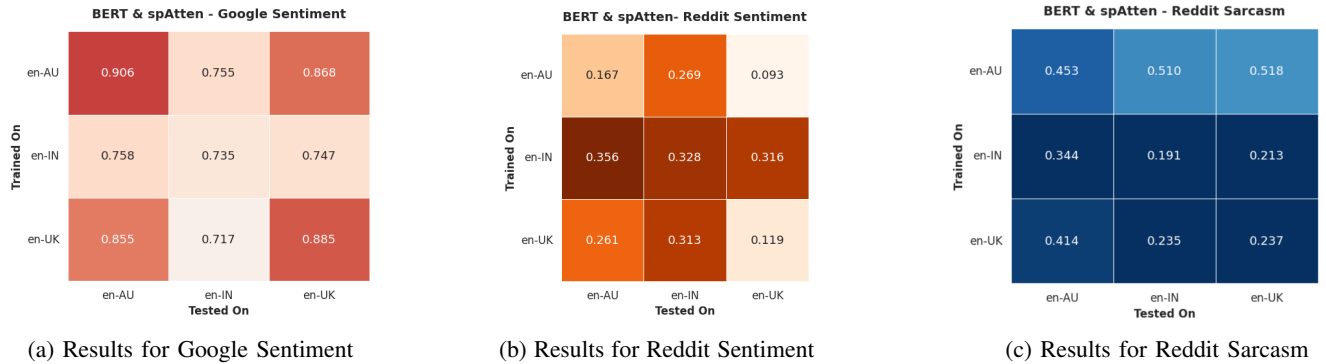 BERT & spAtten - Google Sentiment
Trained On
en-AU
0.906 0.755 0.868
en-IN
0.758 0.735 0.747
en-UK
0.855 0.717 0.885
en-AU en-IN en-UK
Tested On
(a) Results for Google Sentiment
BERT & spAtten- Reddit Sentiment
Trained On
en-AU
0.167 0.269 0.093
en-IN
0.356 0.328 0.316
en-UK
0.261 0.313 0.119
en-AU en-IN en-UK
Tested On
(b) Results for Reddit Sentiment
BERT & spAtten - Reddit Sarcasm
Trained On
en-AU
0.453 0.510 0.518
en-IN
0.344 0.191 0.213
en-UK
0.414 0.235 0.237
en-AU en-IN en-UK
Tested On
(c) Results for Reddit Sarcasm